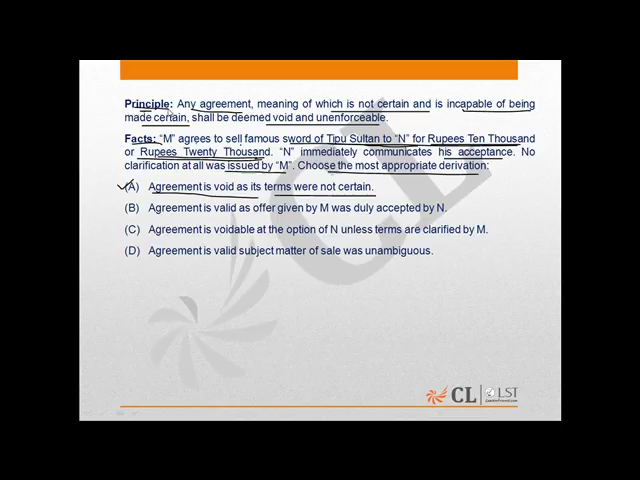 Principle: Any agreement, meaning of which is not certain and is incapable of being
made certain, shall be deemed void and unenforceable.
Facts: "M" agrees to sell famous sword of Tipu Sultan to "N" for Rupees Ten Thousand
or Rupees Twenty Thousand. "N" immediately communicates his acceptance. No
clarification at all was issued by "M". Choose the most appropriate derivation:
(A) Agreement is void as its terms were not certain.
(B) Agreement is valid as offer given by M was duly accepted by N.
(C) Agreement is voidable at the option of N unless terms are clarified by M.
(D) Agreement is valid subject matter of sale was unambiguous.
CL
CL LST